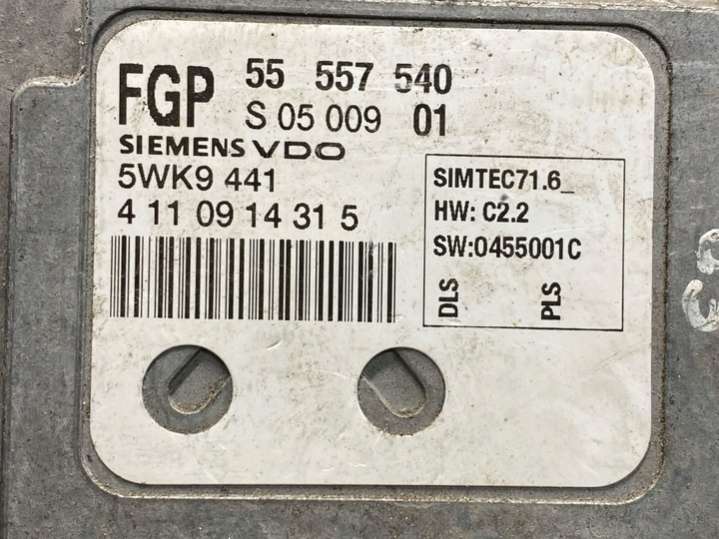 FGP 55 557 540
S 05 009 01
SIEMENS VDO
5WK9 441
4 11 09 14 31 5
SIMTEC71.6_
HW: C2.2
SW:0455001C
DLS
PLS